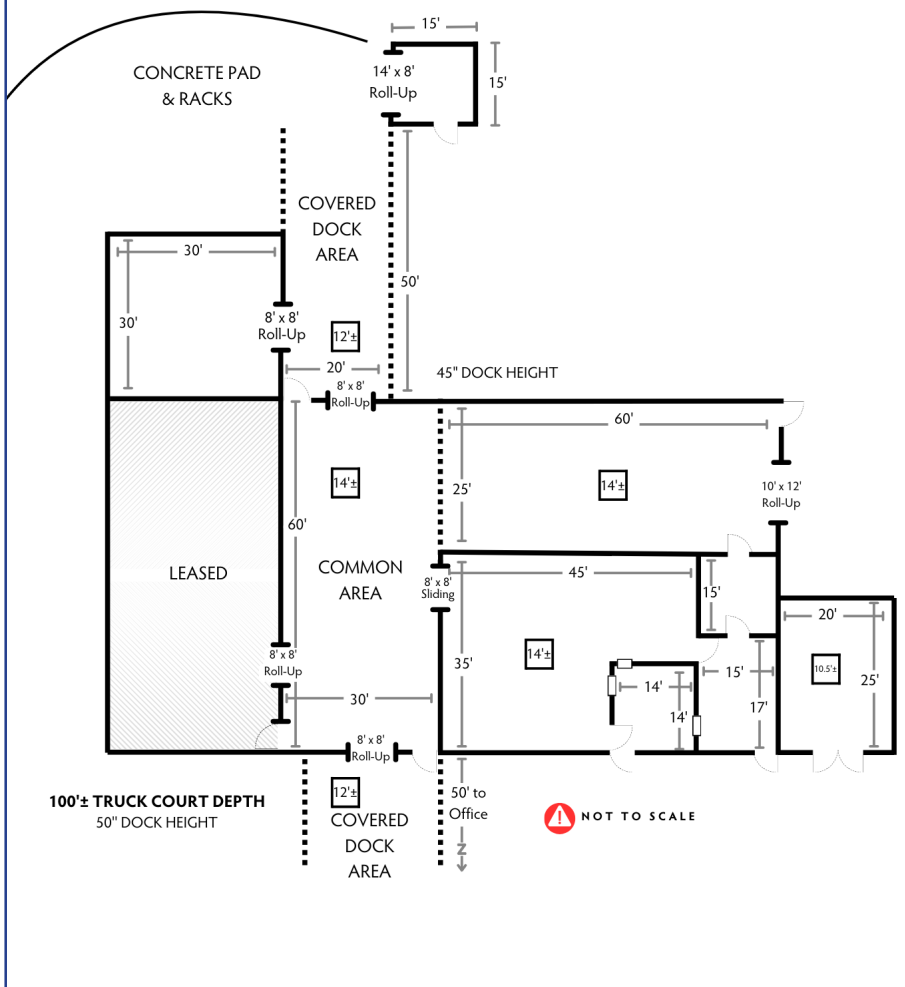 15'
CONCRETE PAD
& RACKS
14' x 8'
Roll-Up
15'
COVERED
DOCK
AREA
30'
50'
30'
8' x 8'
Roll-Up
12'±
20'
45" DOCK HEIGHT
8' x 8'
Roll-Up
60'
14'±
25'
14'±
10' x 12'
Roll-Up
60'
LEASED
COMMON
AREA
8' x 8'
Sliding
45'
15'
20'
35'
14'±
8' x 8'
Roll-Up
10.5'±
25'
30'
14'
15'
14'
17'
8' x 8'
Roll-Up
12'±
50' to
Office
100'± TRUCK COURT DEPTH
50" DOCK HEIGHT
COVERED
DOCK
AREA
NOT TO SCALE
Z